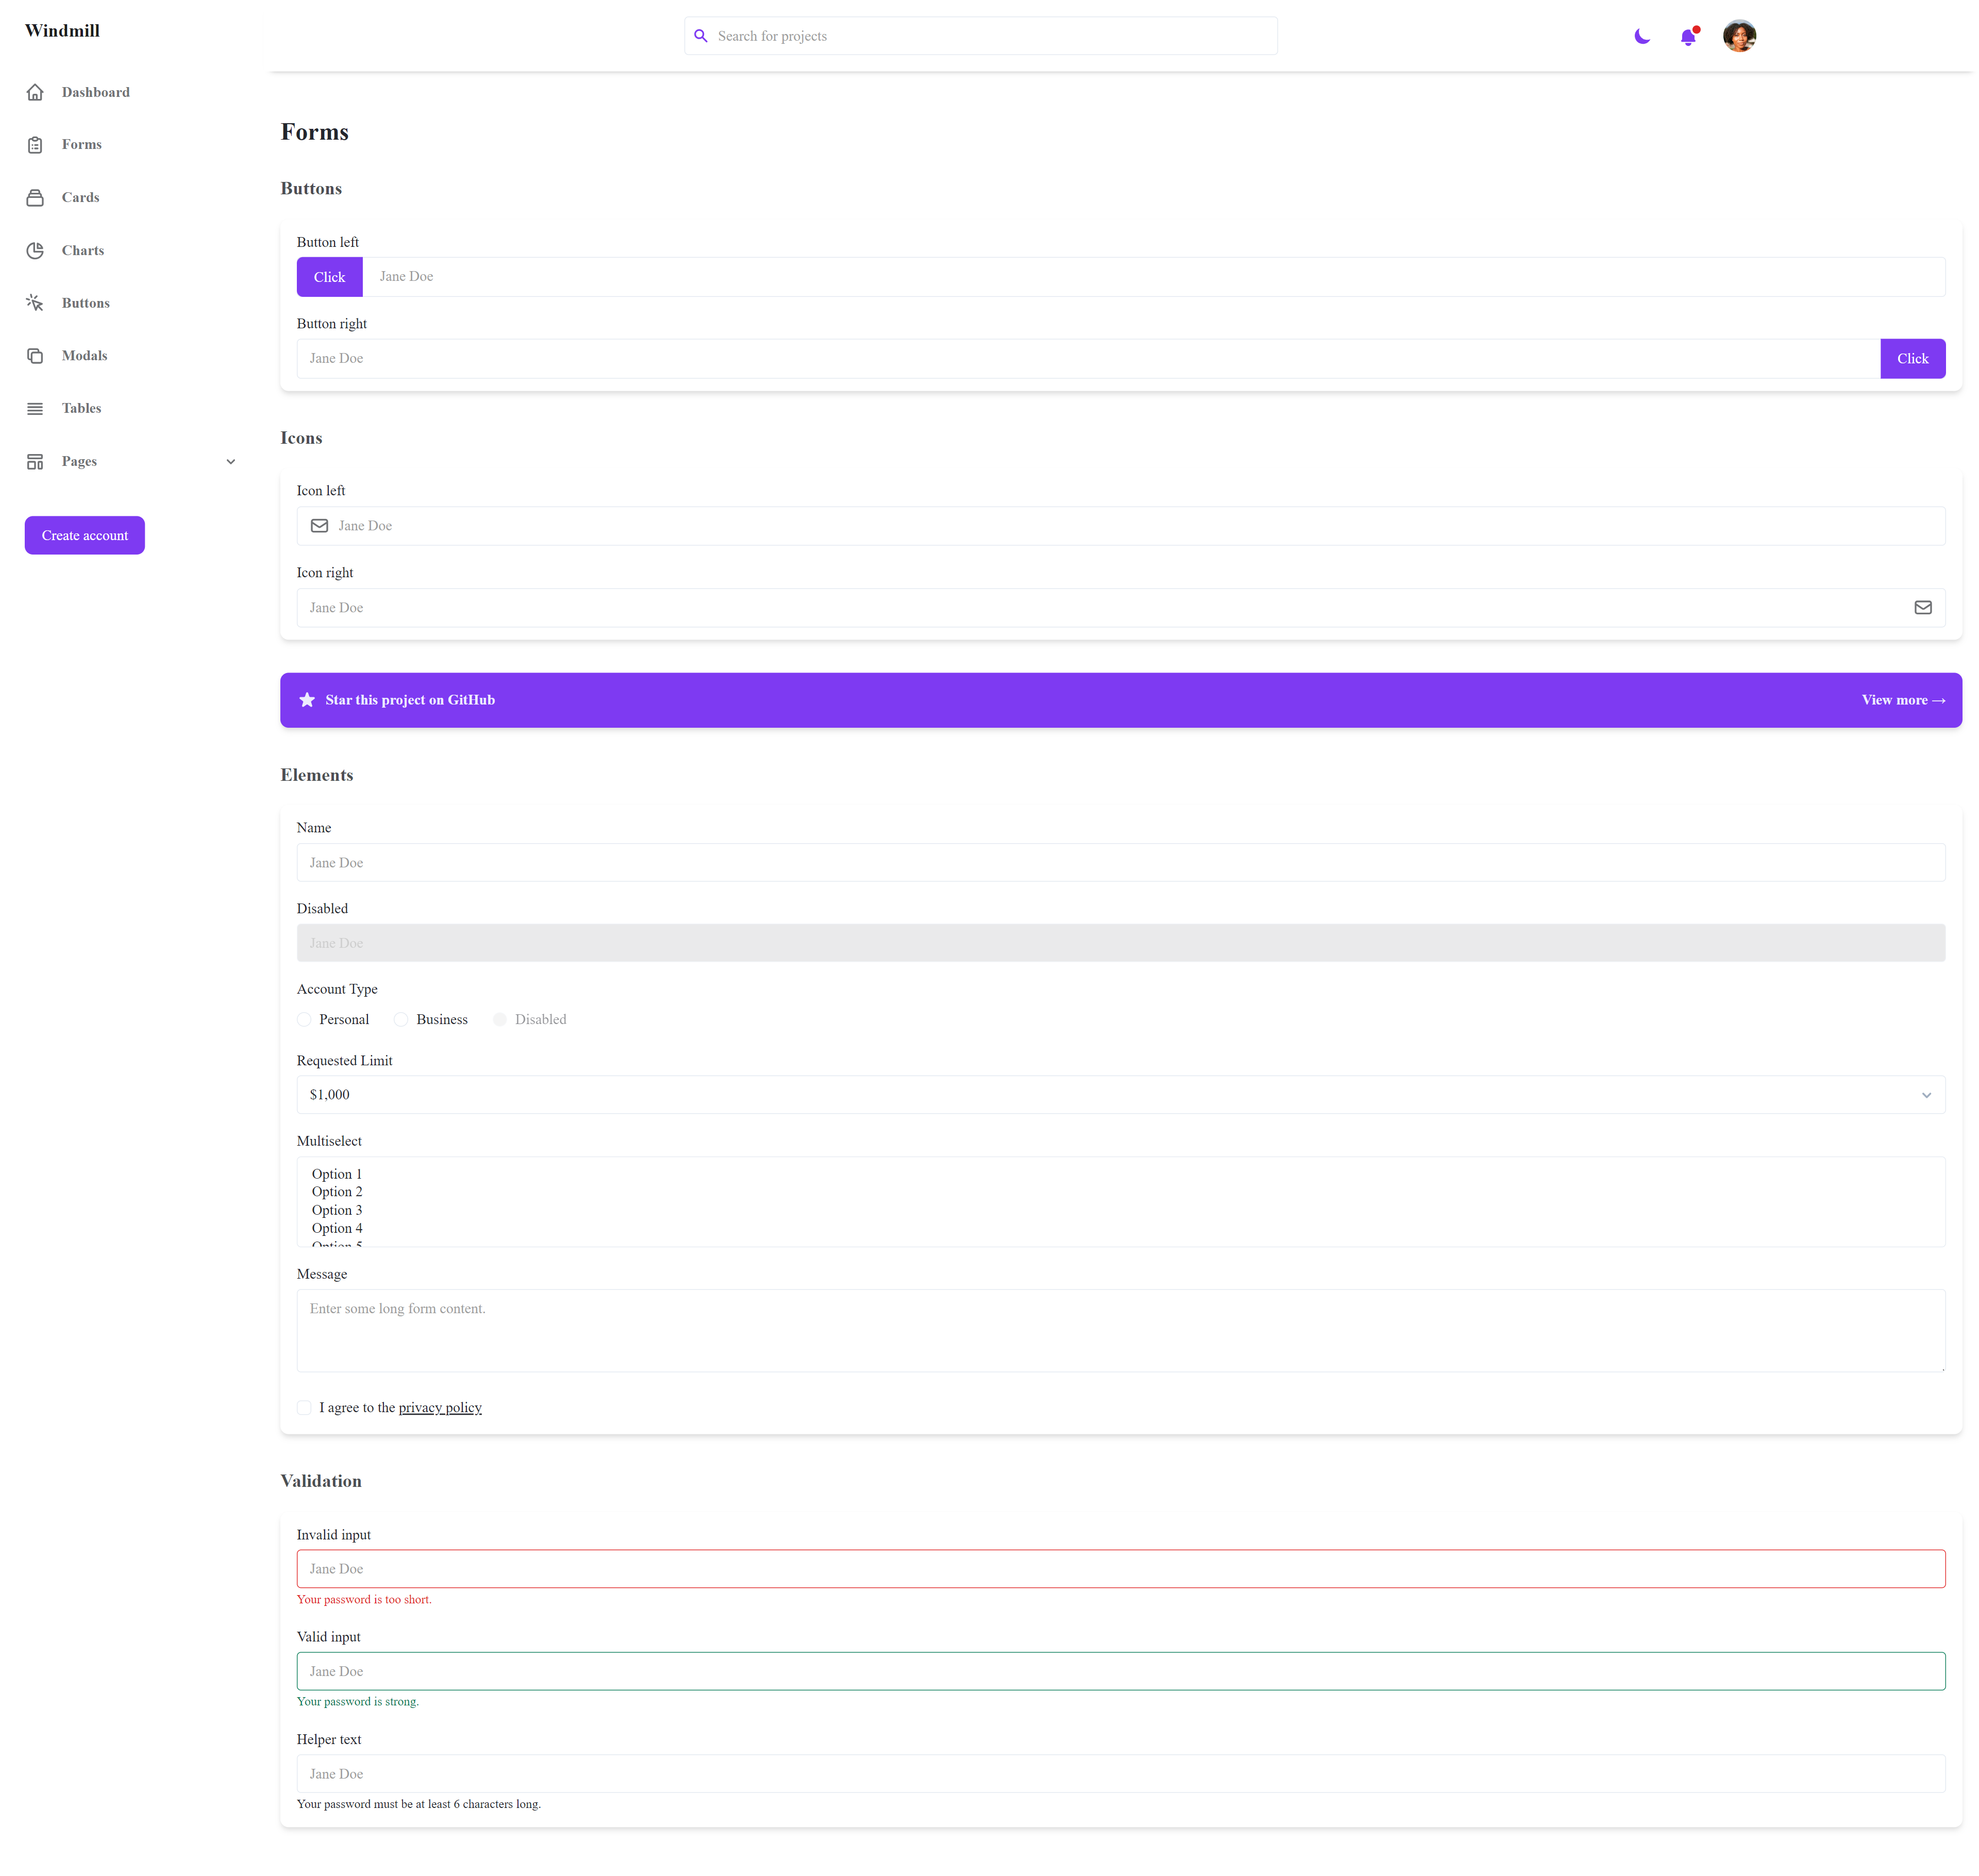 Windmill
Search for projects
Dashboard
Forms
Cards
Charts
Buttons
Modals
Tables
Pages
Create account
Forms
Buttons
Button left
Click
Jane Doe
Button right
Jane Doe
Click
Icons
Icon left
Jane Doe
Icon right
Jane Doe
Star this project on GitHub
View more →
Elements
Name
Jane Doe
Disabled
Jane Doe
Account Type
Personal Business Disabled
Requested Limit
$1,000
Multiselect
Option 1
Option 2
Option 3
Option 4
Option 5
Message
Enter some long form content.
I agree to the privacy policy
Validation
Invalid input
Jane Doe
Your password is too short.
Valid input
Jane Doe
Your password is strong.
Helper text
Jane Doe
Your password must be at least 6 characters long.